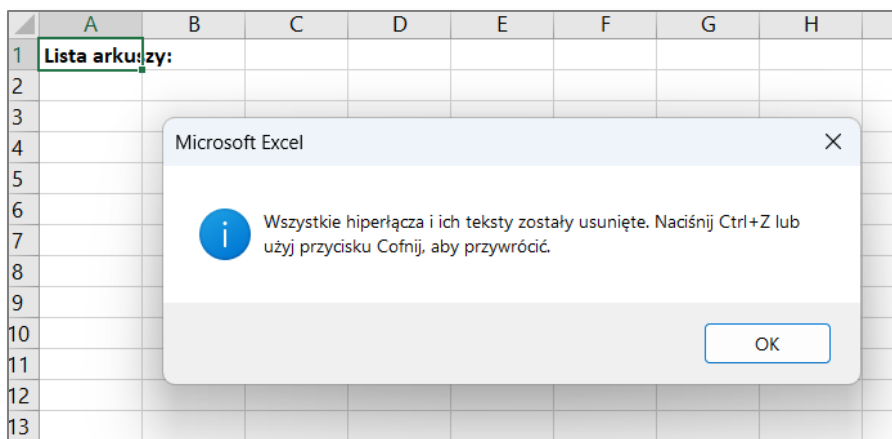 A B C D E F G H
1 Lista arkuszy:
2
3
4
5
6
7
8
9
10
11
12
13
Microsoft Excel
Wszystkie hiperłącza i ich teksty zostały usunięte. Naciśnij Ctrl+Z lub
użyj przycisku Cofnij, aby przywrócić.
OK